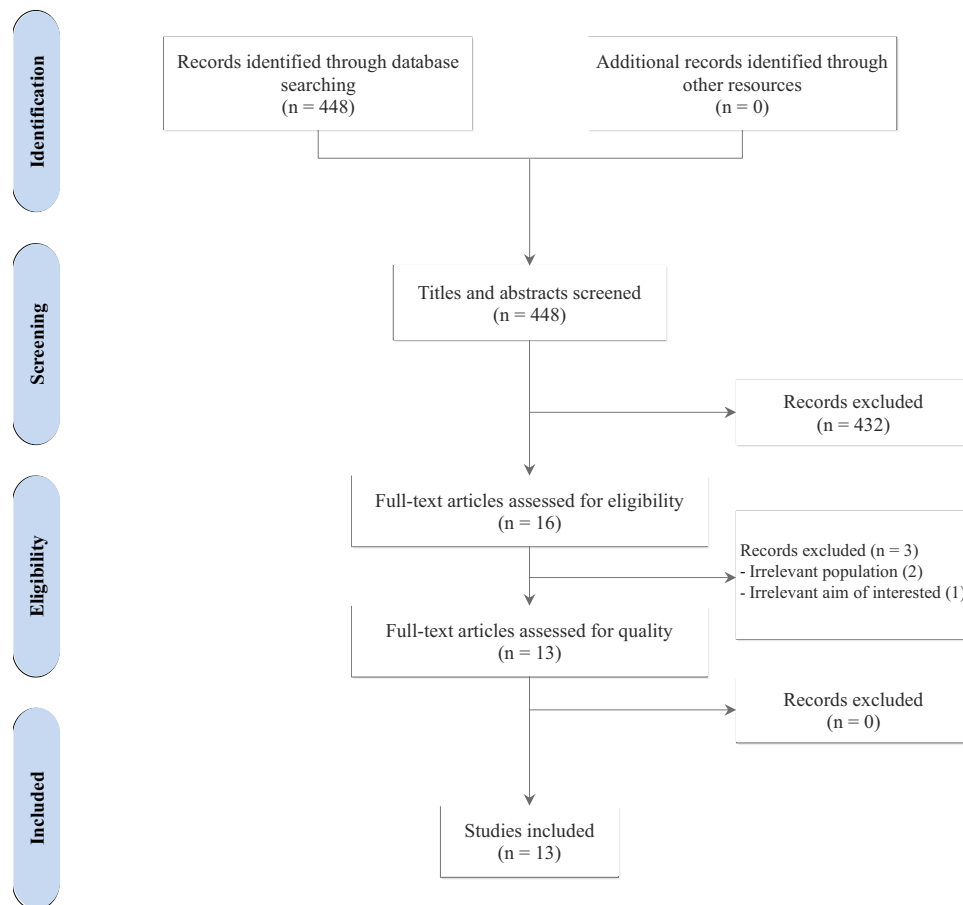 Identification
Records identified through database
searching
(n = 448)
Additional records identified through
other resources
(n = 0)
Screening
Titles and abstracts screened
(n = 448)
Records excluded
(n = 432)
Eligibility
Full-text articles assessed for eligibility
(n = 16)
Records excluded (n = 3)
- Irrelevant population (2)
- Irrelevant aim of interested (1)
Full-text articles assessed for quality
(n = 13)
Records excluded
(n = 0)
Included
Studies included
(n = 13)